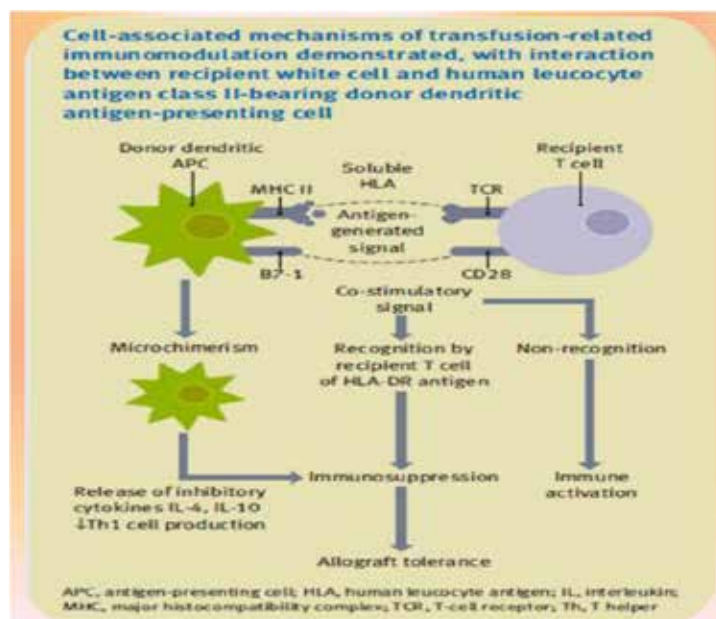 Cell-associated mechanisms of transfusion-related
immunomodulation demonstrated, with interaction
between recipient white cell and human leucocyte
antigen class II-bearing donor dendritic
antigen-presenting cell
Donor dendritic
APC
Soluble
HLA
Recipient
T cell
MHC II
TCR
Antigen-
generated
signal
B7-1
CD28
Co-stimulatory
signal
Microchimerism
Recognition by
recipient T cell
of HLA-DR antigen
Non-recognition
Release of inhibitory
cytokines IL-4, IL-10
↓Th1 cell production
Immunosuppression
Immune
activation
Allograft tolerance
APC, antigen-presenting cell; HLA, human leucocyte antigen; IL, interleukin;
MHC, major histocompatibility complex; TCR, T-cell receptor; Th, T helper